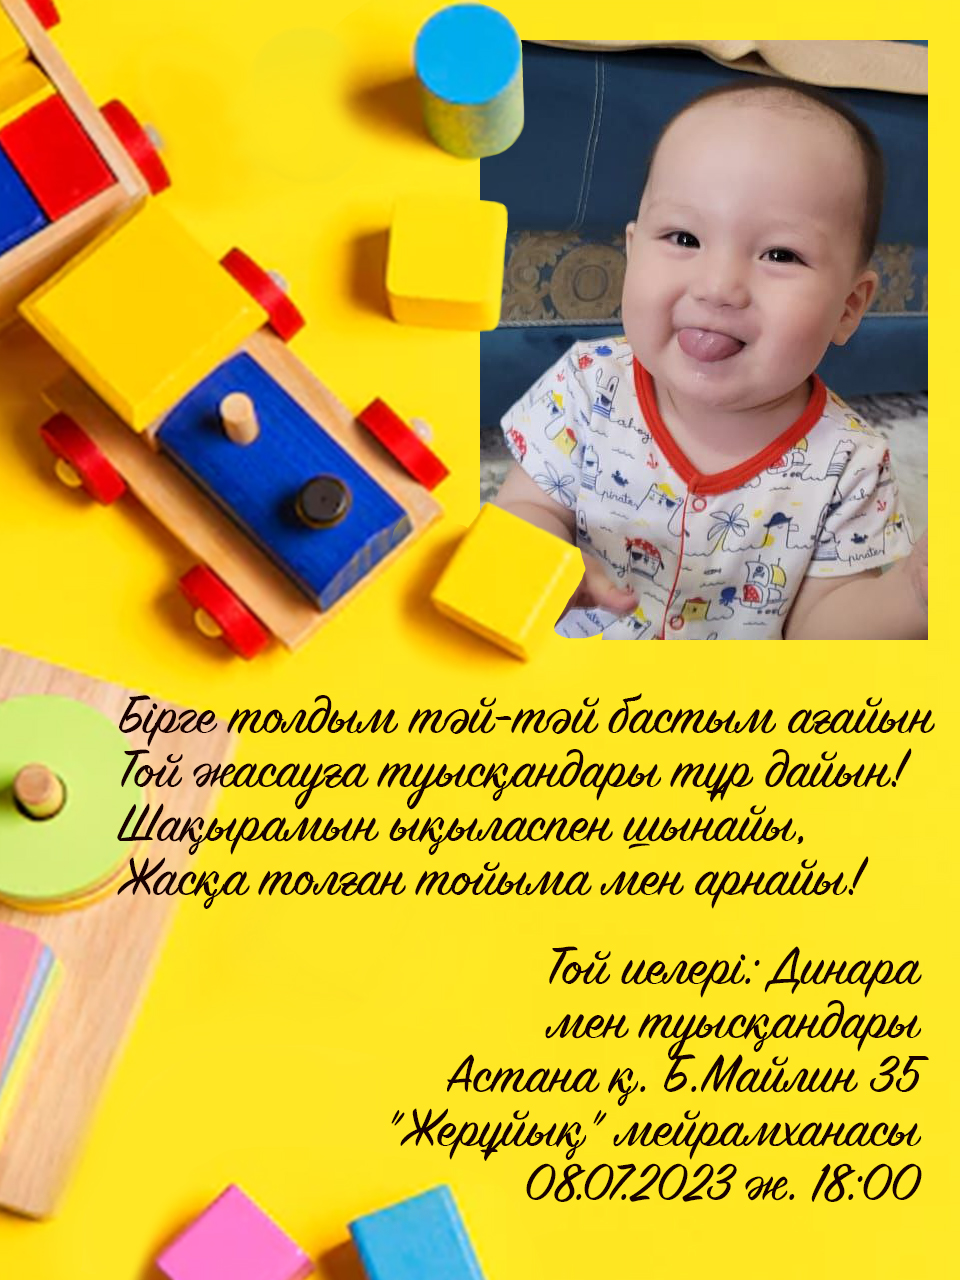 Бірге толдым тәй-тәй бастым ағайын
Той жасауға туысқандары тұр дайын!
Шақырамын ықыласпен шынайы,
Жасқа толған тойыма мен арнайы!
Той иелері: Динара
мен туысқандары
Астана қ. Б.Майлин 35
"Жерұйық" мейрамханасы
08.07.2023 ж. 18:00